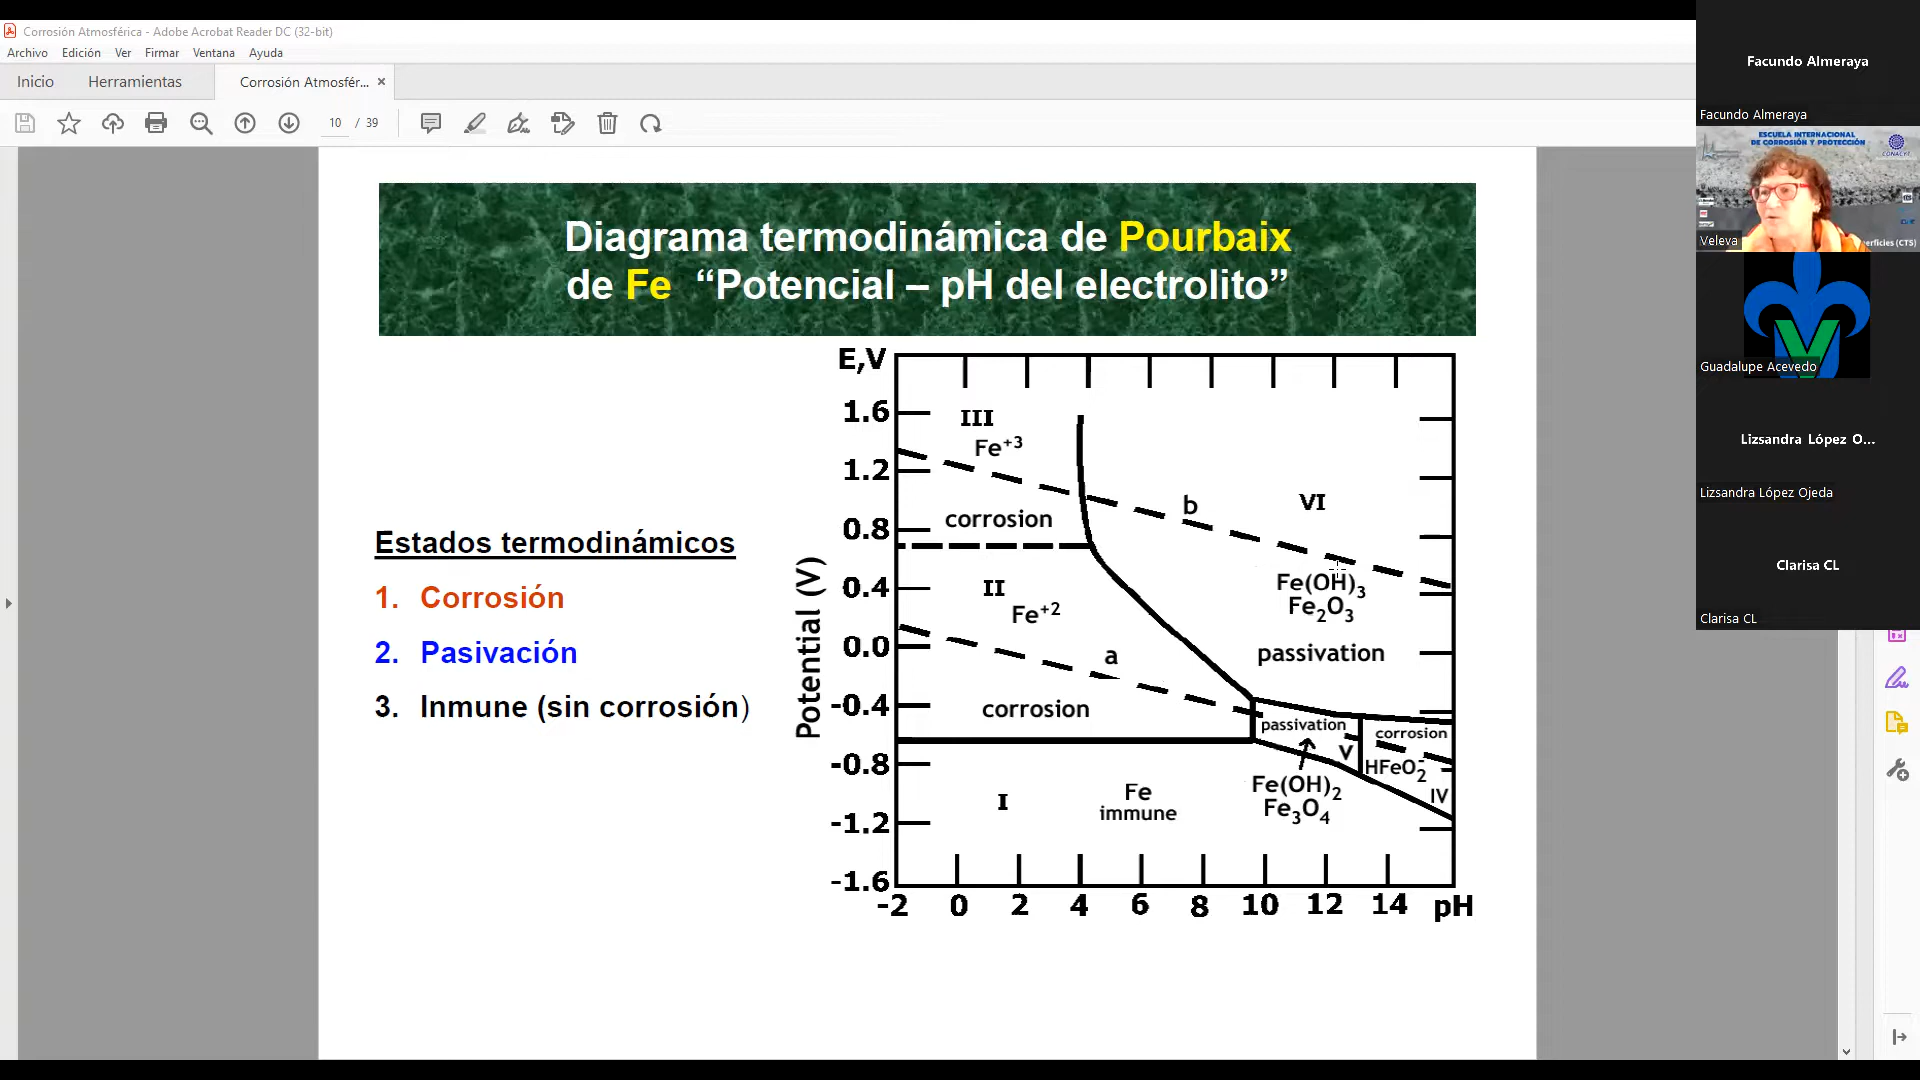 Corrosión Atmosférica - Adobe Acrobat Reader DC (32-bit)
Archivo Edición Ver Firmar Ventana Ayuda
Inicio Herramientas Corrosión Atmosfér... ×
10 / 39
Diagrama termodinámica de Pourbaix
de Fe “Potencial – pH del electrolito”
Estados termodinámicos
1. Corrosión
2. Pasivación
3. Inmune (sin corrosión)
E,V
1.6
1.2
0.8
0.4
0.0
-0.4
-0.8
-1.2
-1.6
Potential (V)
-2 0 2 4 6 8 10 12 14 pH
III
Fe⁺³
corrosion
II
Fe⁺²
a
corrosion
I
Fe
immune
b
VI
Fe(OH)₃
Fe₂O₃
passivation
passivation
V
Fe(OH)₂
Fe₃O₄
corrosion
HFeO₂⁻
IV
Facundo Almeraya
Facundo Almeraya
ESCUELA INTERNACIONAL
DE CORROSIÓN Y PROTECCIÓN
CONACYT
Veleva
erficies (CTS)
Guadalupe Acevedo
Lizsandra López O...
Lizsandra López Ojeda
Clarisa CL
Clarisa CL